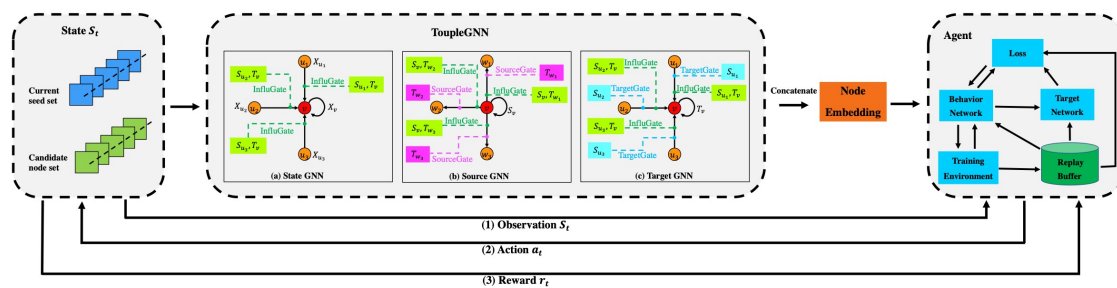 State S_t
Current
seed set
Candidate
node set
ToupleGNN
u_1
X_{u_1}
S_{u_2}, T_v
InfluGate
InfluGate
S_{u_1}, T_v
X_{u_2}
u_2
v
X_v
InfluGate
S_{u_3}, T_v
u_3
X_{u_3}
(a) State GNN
w_1
S_v, T_{w_2}
InfluGate
SourceGate
T_{w_1}
T_{w_2}
SourceGate
InfluGate
S_v, T_{w_1}
w_2
v
S_v
S_v, T_{w_3}
InfluGate
T_{w_3}
SourceGate
w_3
(b) Source GNN
u_1
S_{u_2}, T_v
InfluGate
TargetGate
S_{u_1}
S_{u_2}
TargetGate
InfluGate
S_{u_1}, T_v
u_2
v
T_v
S_{u_3}, T_v
InfluGate
S_{u_3}
TargetGate
u_3
(c) Target GNN
Concatenate
Node
Embedding
Agent
Loss
Behavior
Network
Target
Network
Training
Environment
Replay
Buffer
(1) Observation S_t
(2) Action a_t
(3) Reward r_t